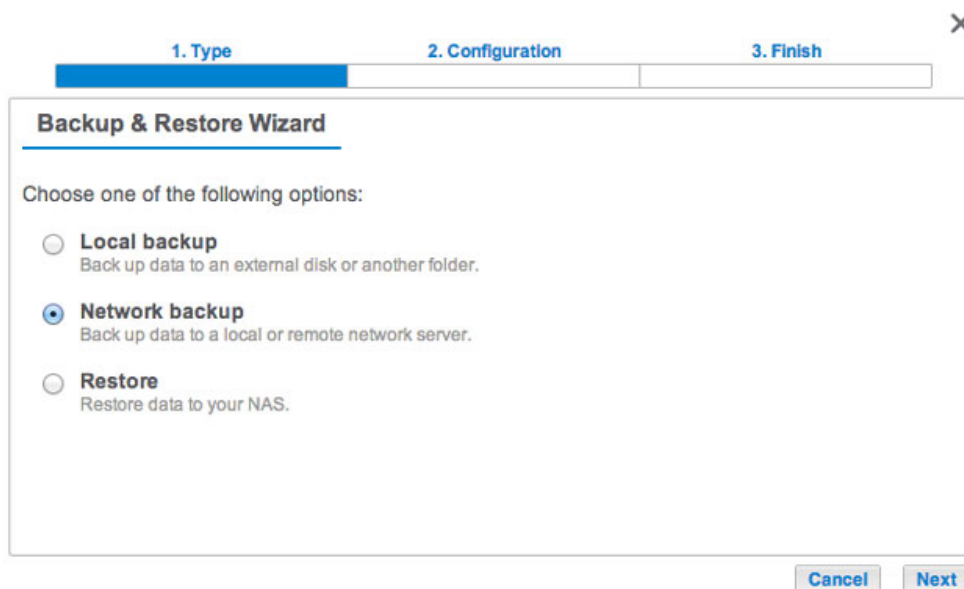 1. Type 2. Configuration 3. Finish
Backup & Restore Wizard
Choose one of the following options:
Local backup
Back up data to an external disk or another folder.
Network backup
Back up data to a local or remote network server.
Restore
Restore data to your NAS.
Cancel Next